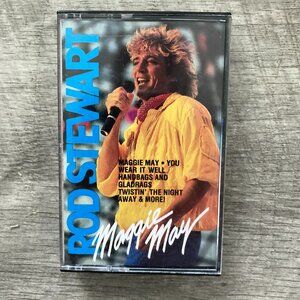 ROD STEWART
MAGGIE MAY • YOU
WEAR IT WELL
HANDBAGS AND
GLADRAGS
TWISTIN' THE NIGHT
AWAY & MORE!
Maggie May